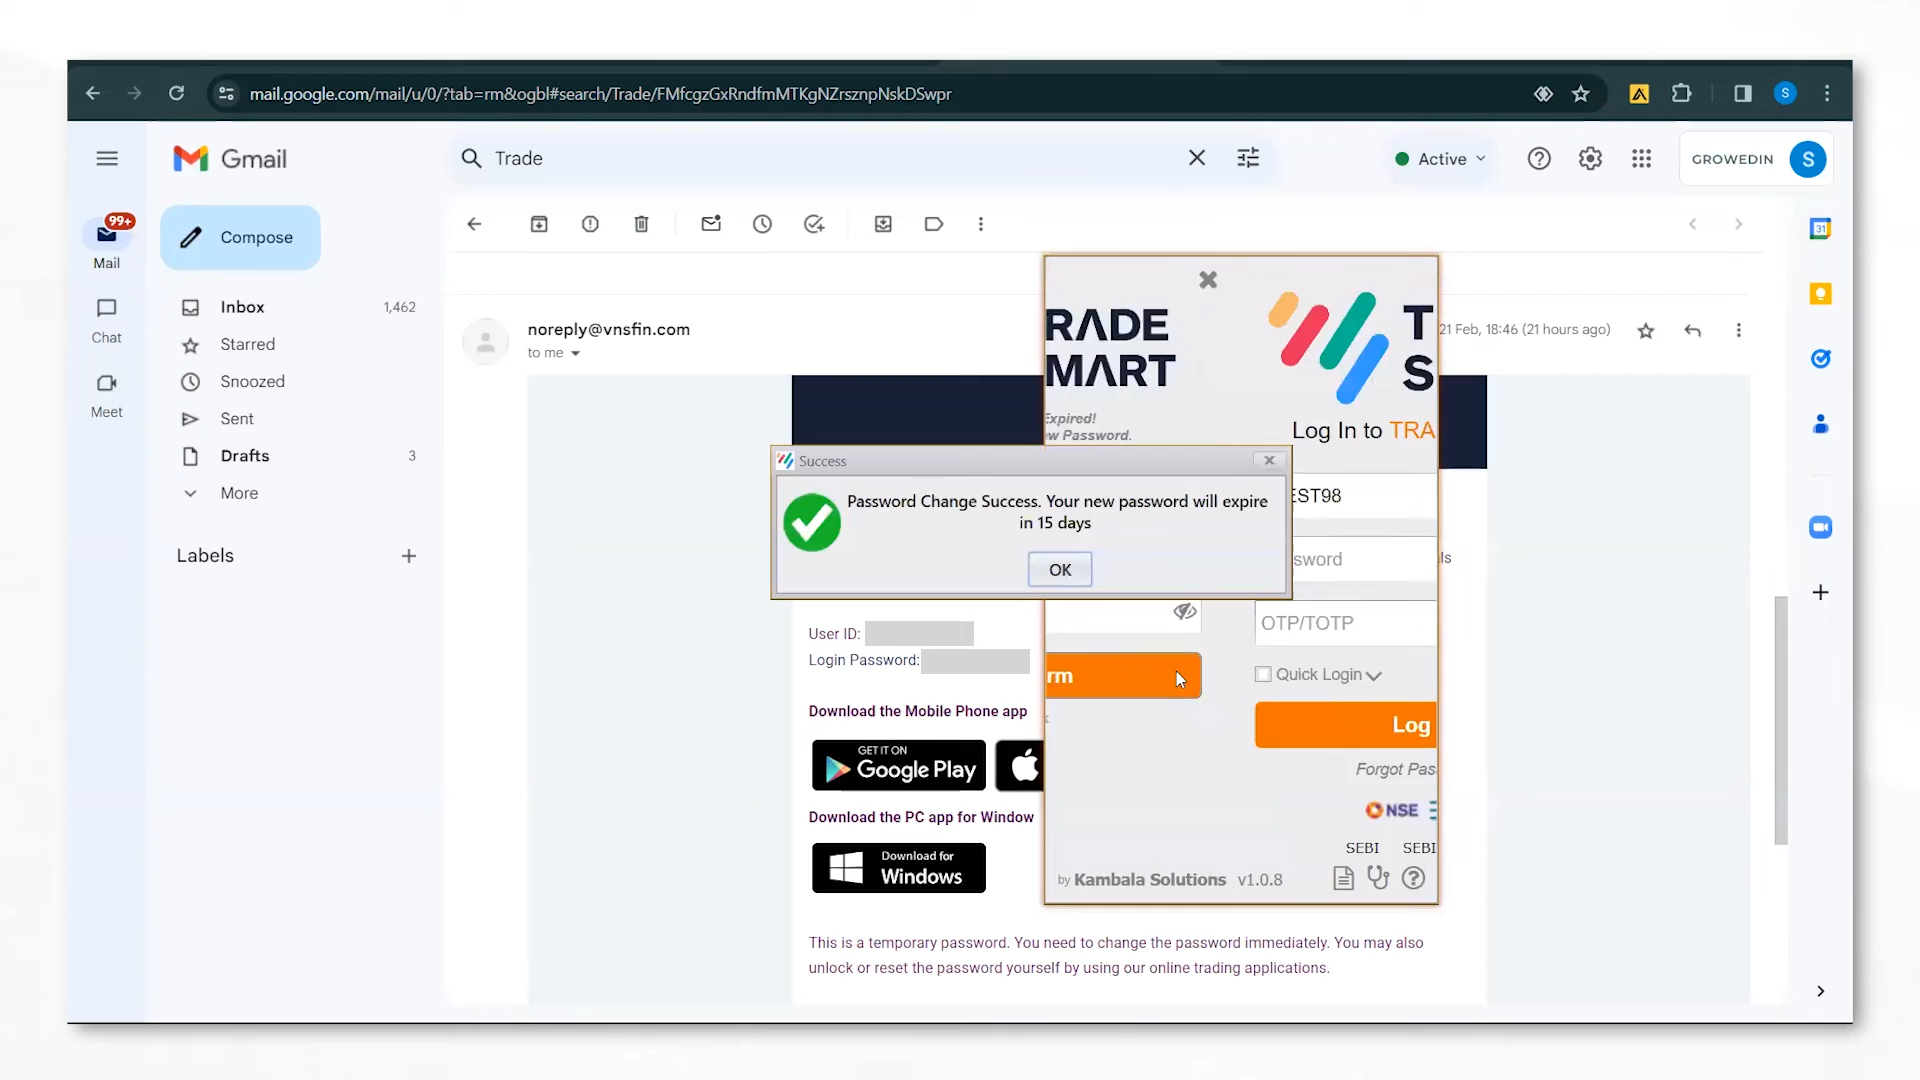 mail.google.com/mail/u/0/?tab=rm&ogbl#search/Trade/FMfcgzGxRndfmMTKgNZrsznpNskDSwpr
S
Gmail
Trade
Active
GROWEDIN
S
99+
Mail
Compose
Chat
Meet
Inbox 1,462
Starred
Snoozed
Sent
Drafts 3
More
Labels
31
noreply@vnsfin.com
to me
21 Feb, 18:46 (21 hours ago)
RADE
MART
T
S
Expired!
ew Password.
Log In to TRA
Success
Password Change Success. Your new password will expire
in 15 days
OK
EST98
sword
ls
OTP/TOTP
Quick Login
rm
Log
Forgot Pas
NSE
SEBI SEBI
by Kambala Solutions v1.0.8
User ID:
Login Password:
Download the Mobile Phone app
GET IT ON
Google Play
Download the PC app for Window
Download for
Windows
This is a temporary password. You need to change the password immediately. You may also
unlock or reset the password yourself by using our online trading applications.